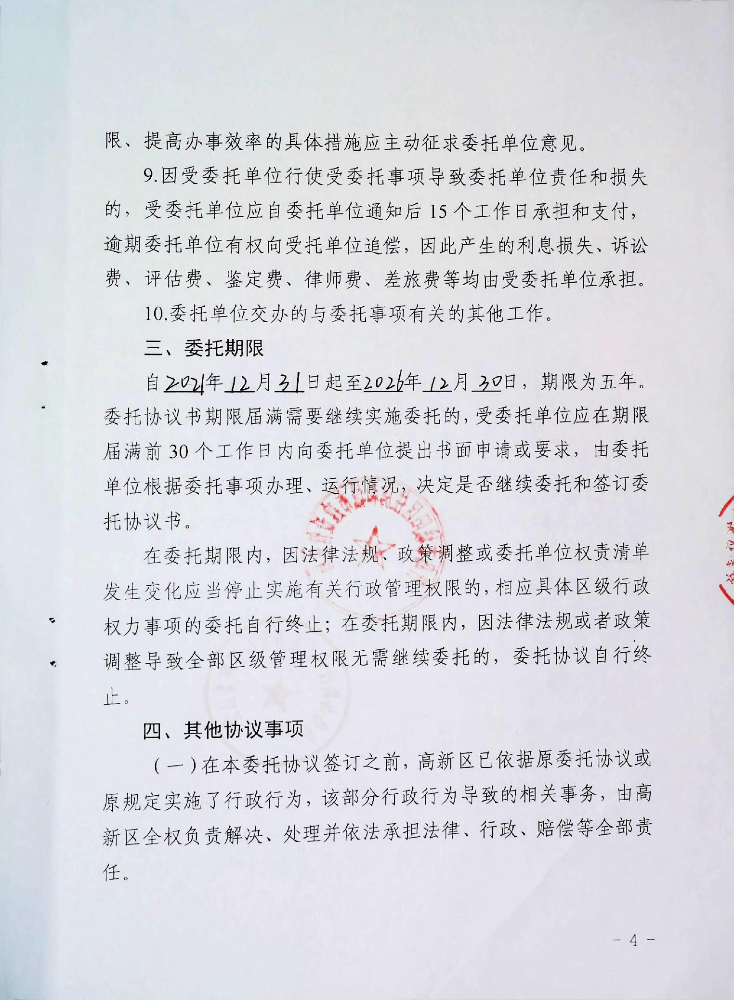 限、提高办事效率的具体措施应主动征求委托单位意见。
9.因受委托单位行使受委托事项导致委托单位责任和损失
的，受委托单位应自委托单位通知后 15 个工作日承担和支付，
逾期委托单位有权向受托单位追偿，因此产生的利息损失、诉讼
费、评估费、鉴定费、律师费、差旅费等均由受委托单位承担。
10.委托单位交办的与委托事项有关的其他工作。
三、委托期限
自2021年 12月 31日起至2026年 12月 30日，期限为五年。
委托协议书期限届满需要继续实施委托的，受委托单位应在期限
届满前 30 个工作日内向委托单位提出书面申请或要求，由委托
单位根据委托事项办理、运行情况，决定是否继续委托和签订委
托协议书。
在委托期限内，因法律法规、政策调整或委托单位权责清单
发生变化应当停止实施有关行政管理权限的，相应具体区级行政
权力事项的委托自行终止；在委托期限内，因法律法规或者政策
调整导致全部区级管理权限无需继续委托的，委托协议自行终
止。
四、其他协议事项
（一）在本委托协议签订之前，高新区已依据原委托协议或
原规定实施了行政行为，该部分行政行为导致的相关事务，由高
新区全权负责解决、处理并依法承担法律、行政、赔偿等全部责
任。
- 4 -